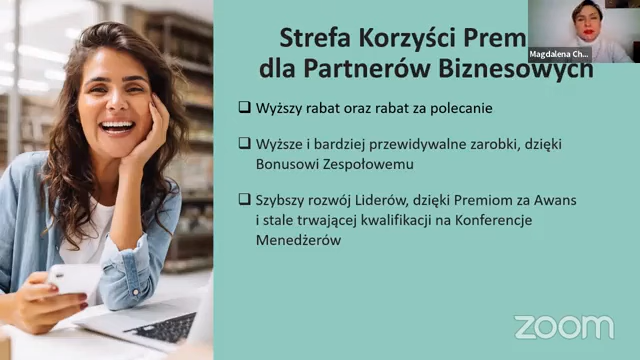 Strefa Korzyści Prem
dla Partnerów Biznesowych
Magdalena Ch...
Wyższy rabat oraz rabat za polecanie
Wyższe i bardziej przewidywalne zarobki, dzięki
Bonusowi Zespołowemu
Szybszy rozwój Liderów, dzięki Premiom za Awans
i stale trwającej kwalifikacji na Konferencje
Menedżerów
zoom